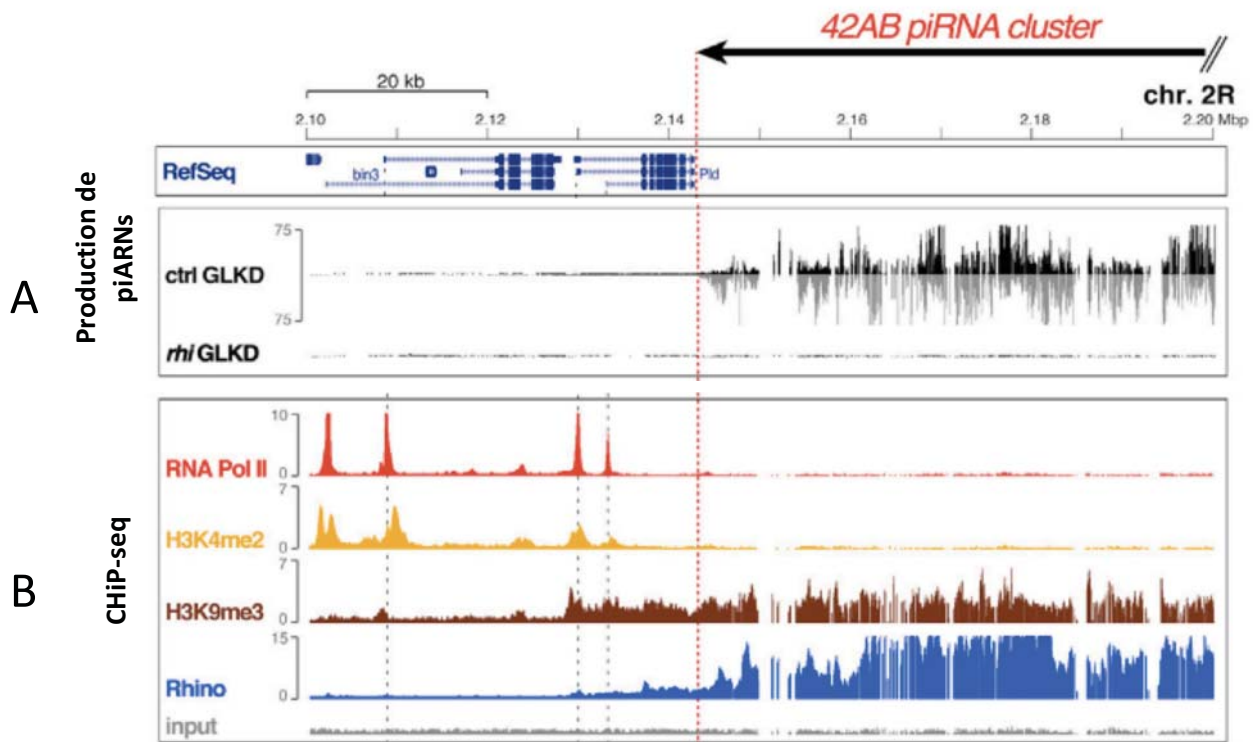 42AB piRNA cluster
20 kb
chr. 2R
2.10 2.12 2.14 2.16 2.18 2.20 Mbp
RefSeq
bin3
Pld
A
Production de
piARNs
75
ctrl GLKD
75
rhi GLKD
B
CHiP-seq
10
RNA Pol II
0
7
H3K4me2
0
7
H3K9me3
0
15
Rhino
0
input